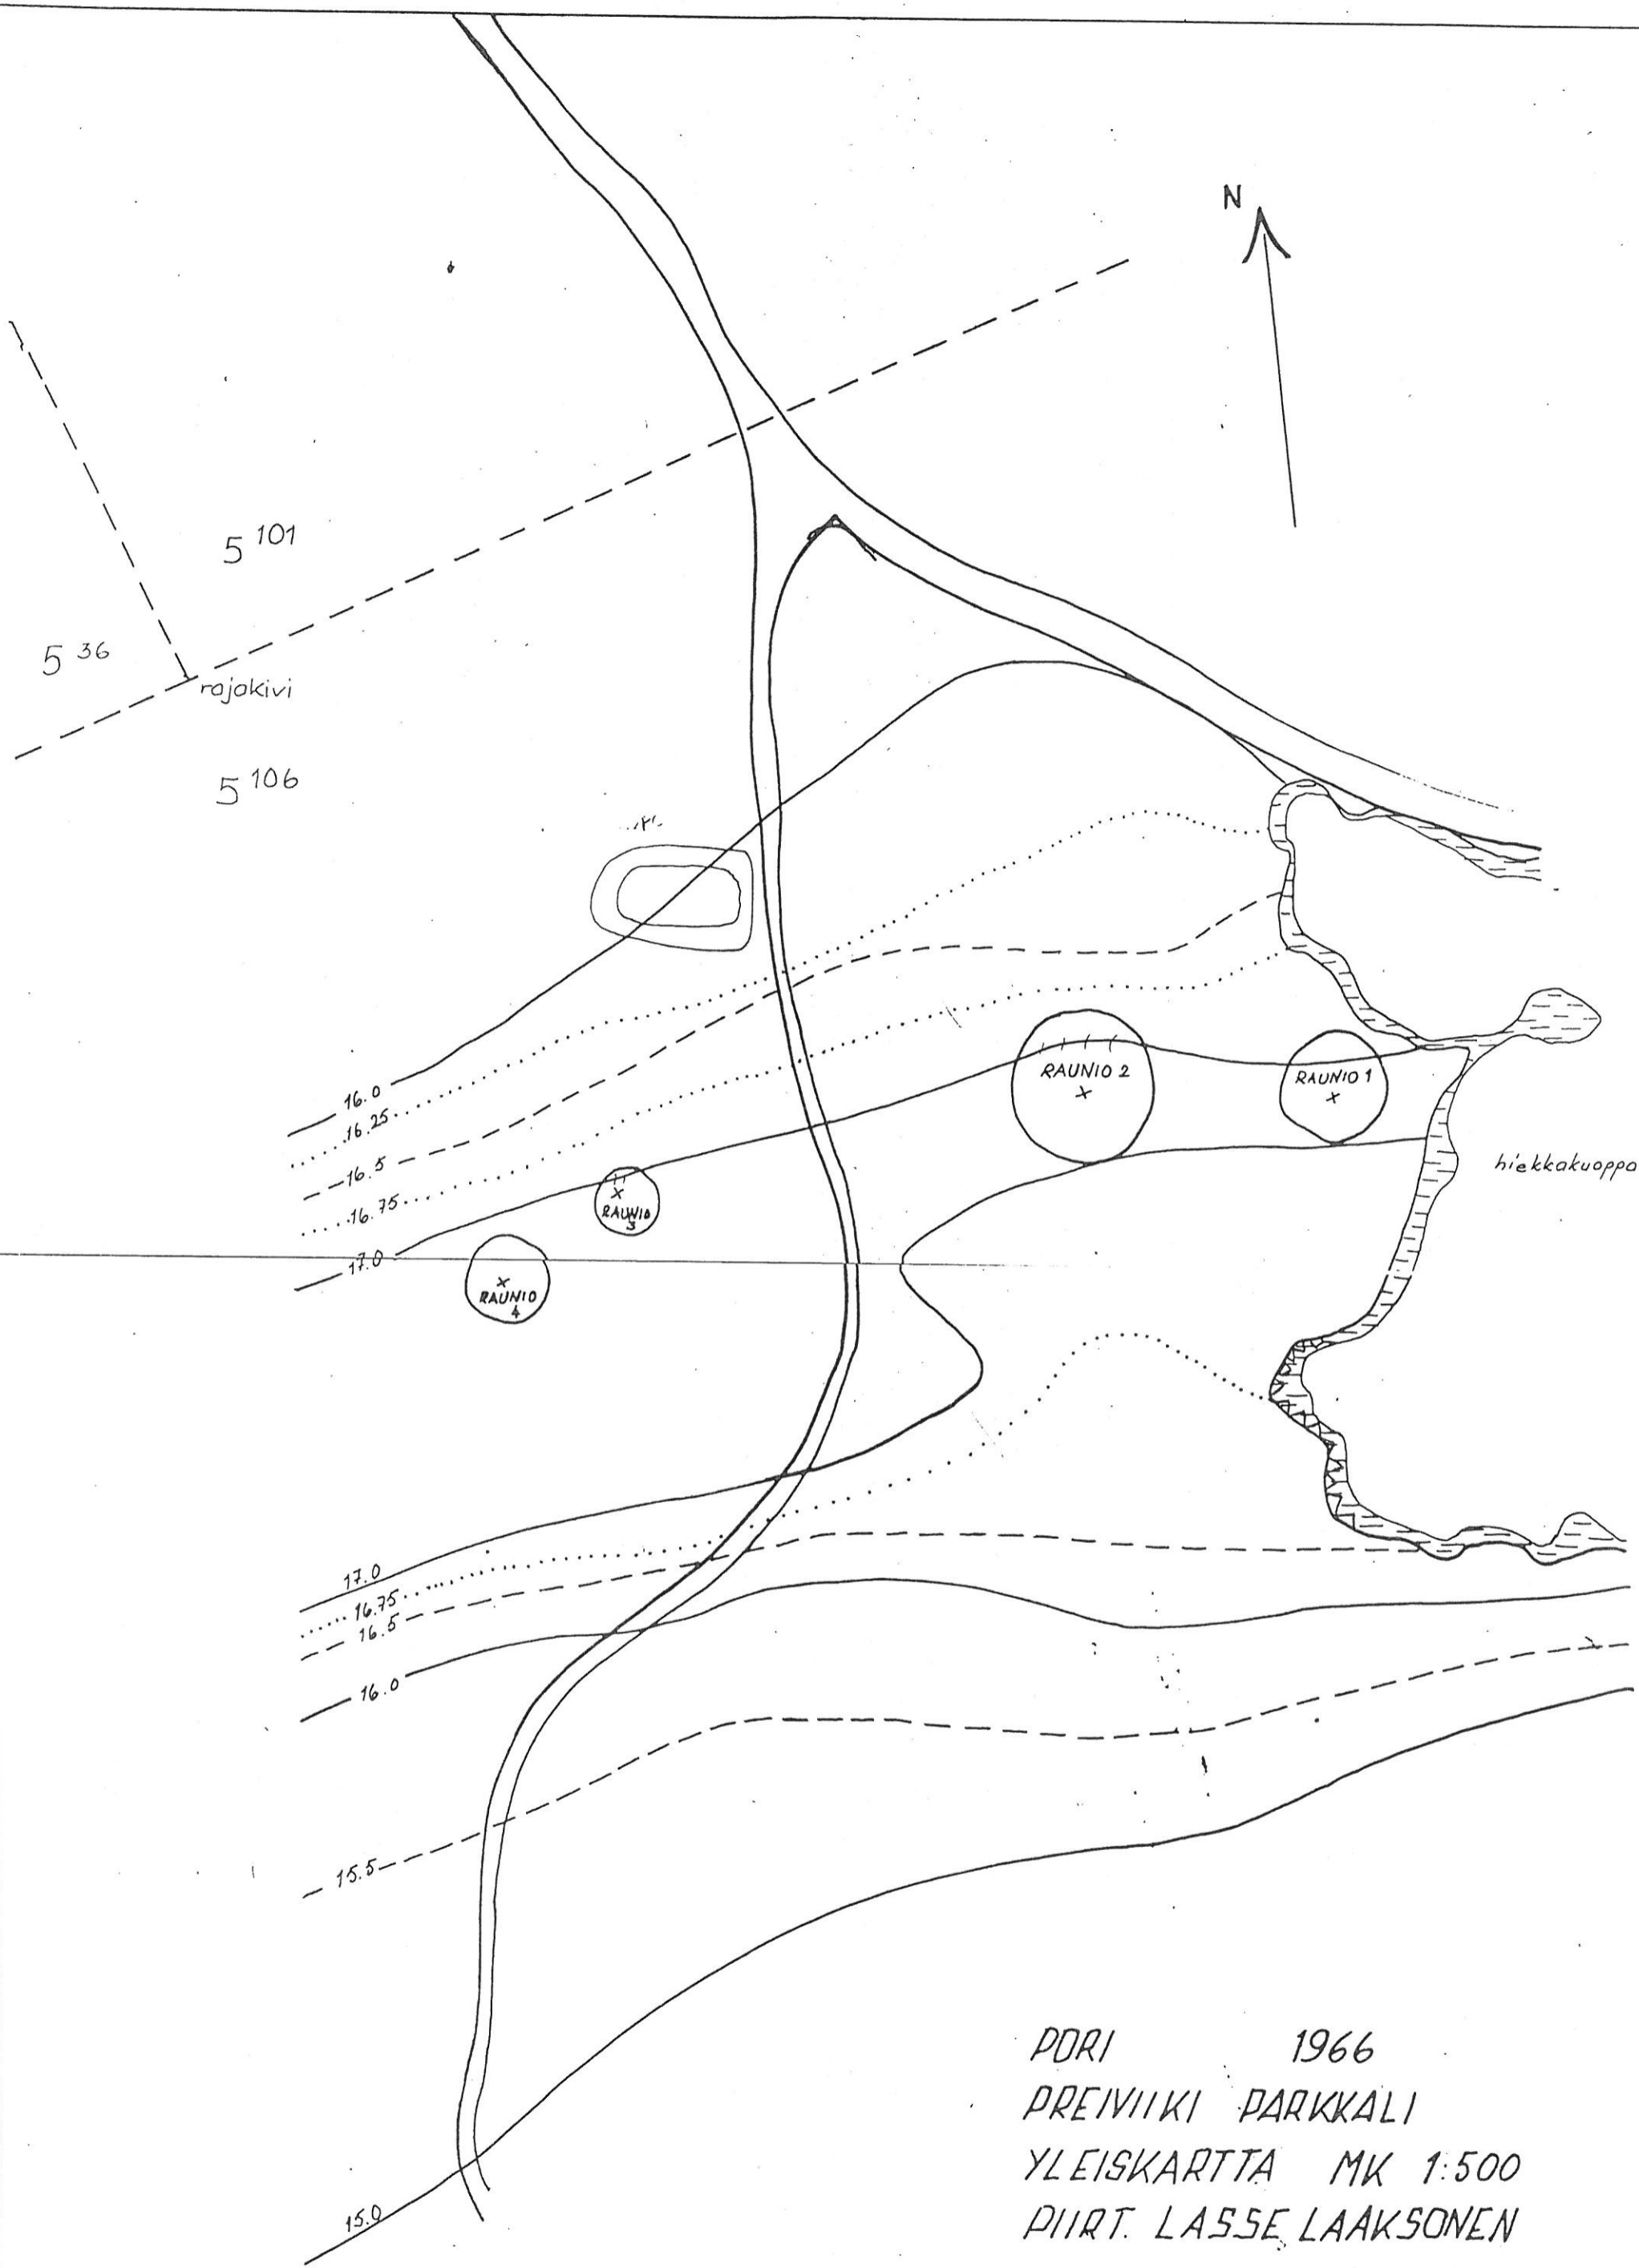 N
5 101
5 36
rajakivi
5 106
16.0
16.25
16.5
16.75
17.0
RAUNIO 2
RAUNIO 1
RAUNIO
3
RAUNIO
4
hiekkakuoppa
17.0
16.75
16.5
16.0
15.5
15.0
PORI 1966
PREIVIIKI PARKKALI
YLEISKARTTA MK 1:500
PIIRT. LASSE LAAKSONEN